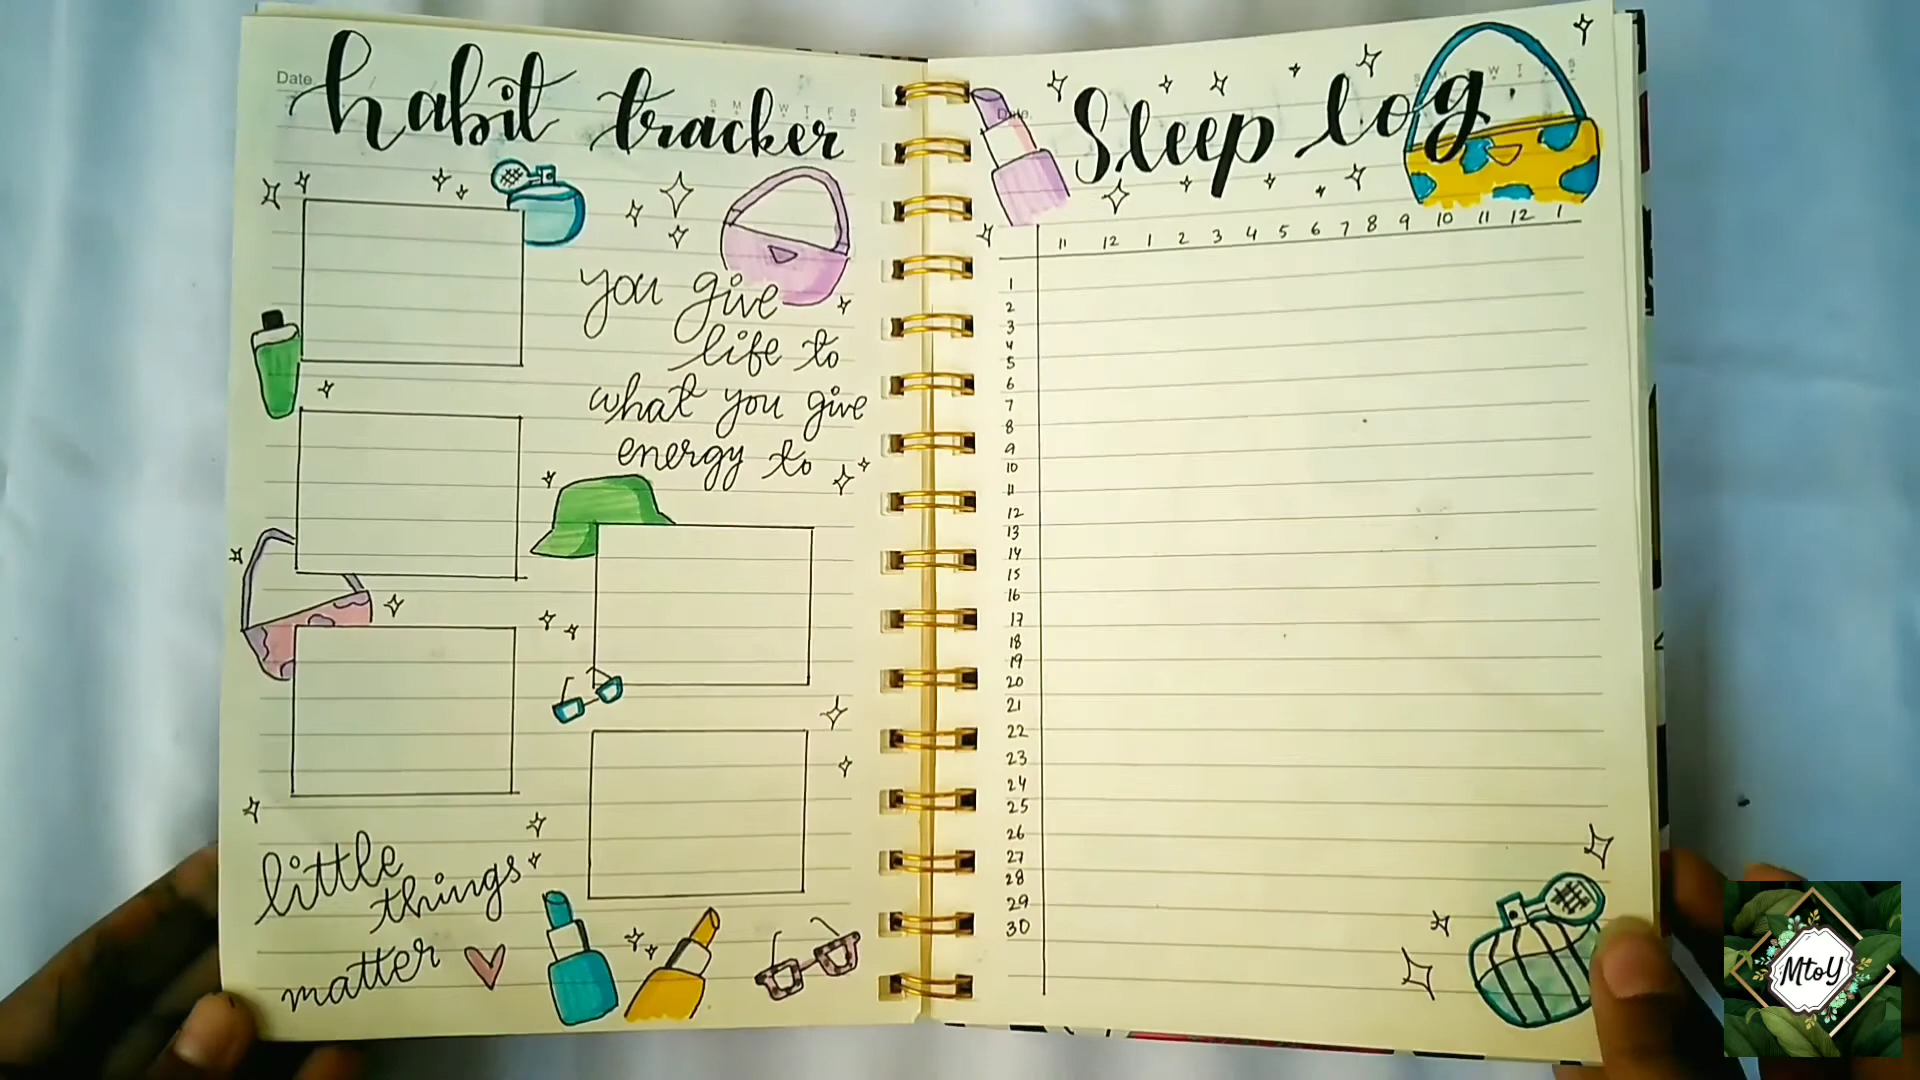 Date.
habit tracker
S M W T F S
you give
life to
what you give
energy to
little
things
matter
Date.
Sleep log
S M T W T F S
11 12 1 2 3 4 5 6 7 8 9 10 11 12 1
1
2
3
4
5
6
7
8
9
10
11
12
13
14
15
16
17
18
19
20
21
22
23
24
25
26
27
28
29
30
MtoY